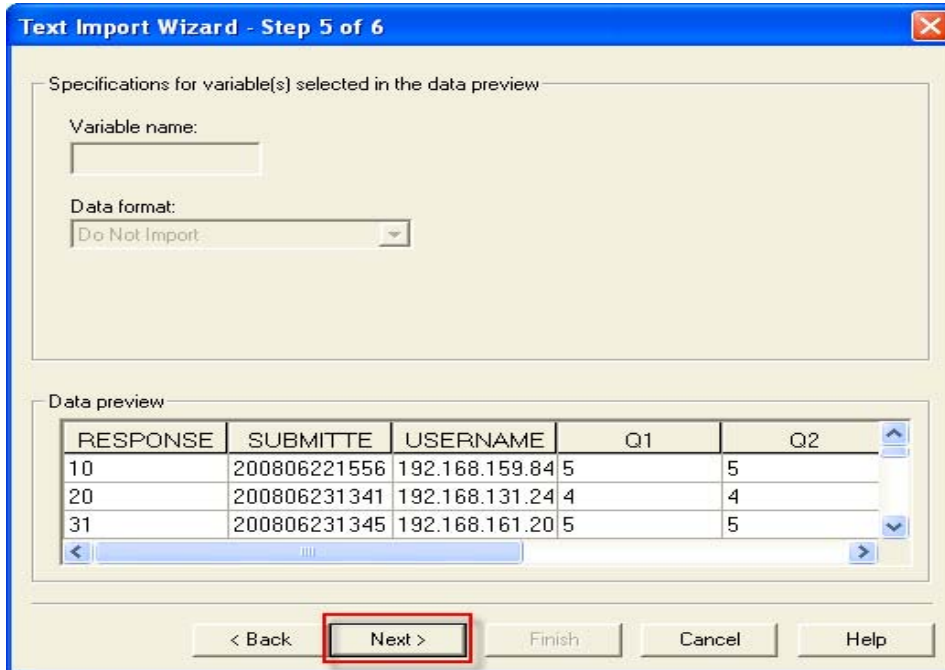 Text Import Wizard - Step 5 of 6
Specifications for variable(s) selected in the data preview
Variable name:
Data format:
Do Not Import
Data preview
RESPONSE SUBMITTE USERNAME Q1 Q2
10 200806221556 192.168.159.84 5 5
20 200806231341 192.168.131.24 4 4
31 200806231345 192.168.161.20 5 5
< Back Next > Finish Cancel Help